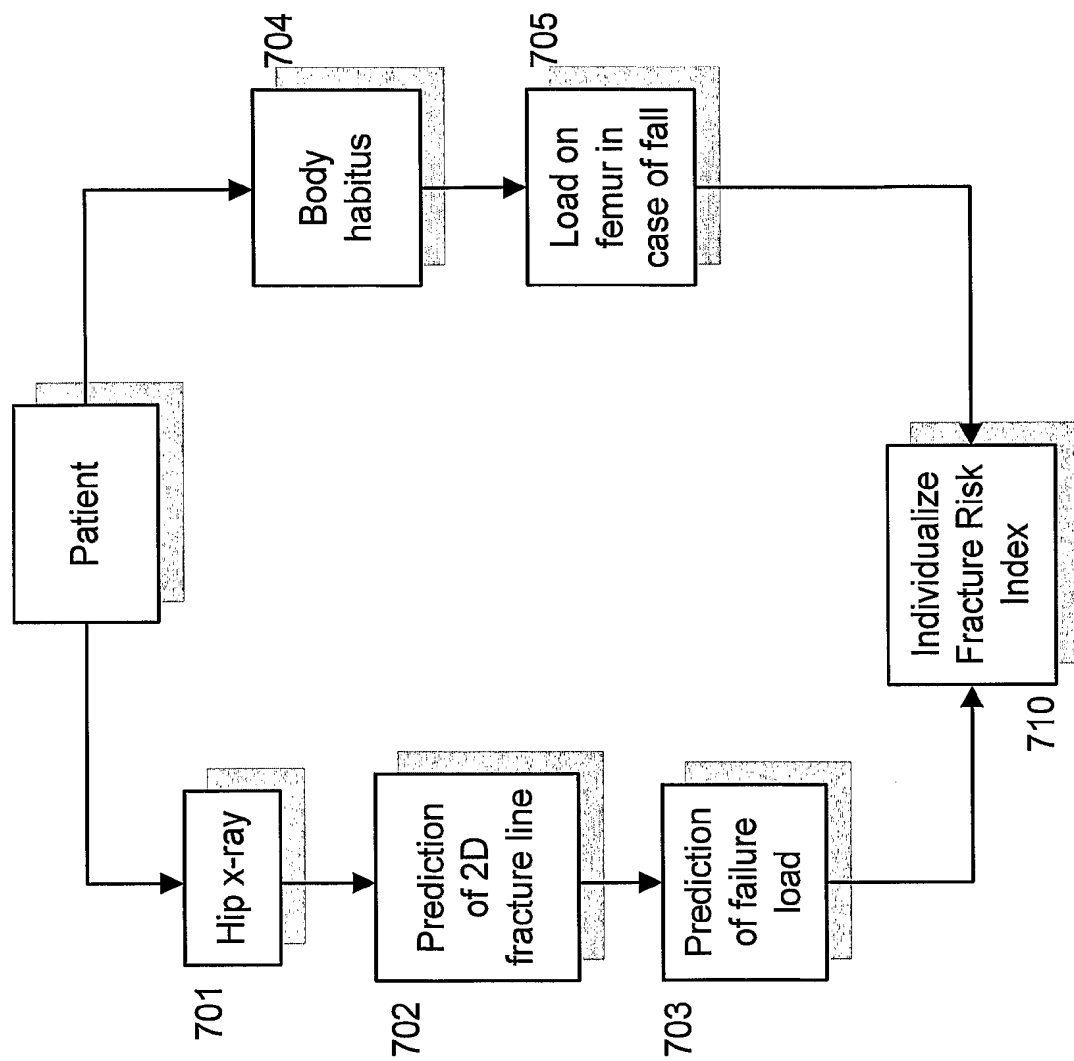 Patient
701
Hip x-ray
702
Prediction
of 2D
fracture line
703
Prediction
of failure
load
704
Body
habitus
705
Load on
femur in
case of fall
710
Individualize
Fracture Risk
Index